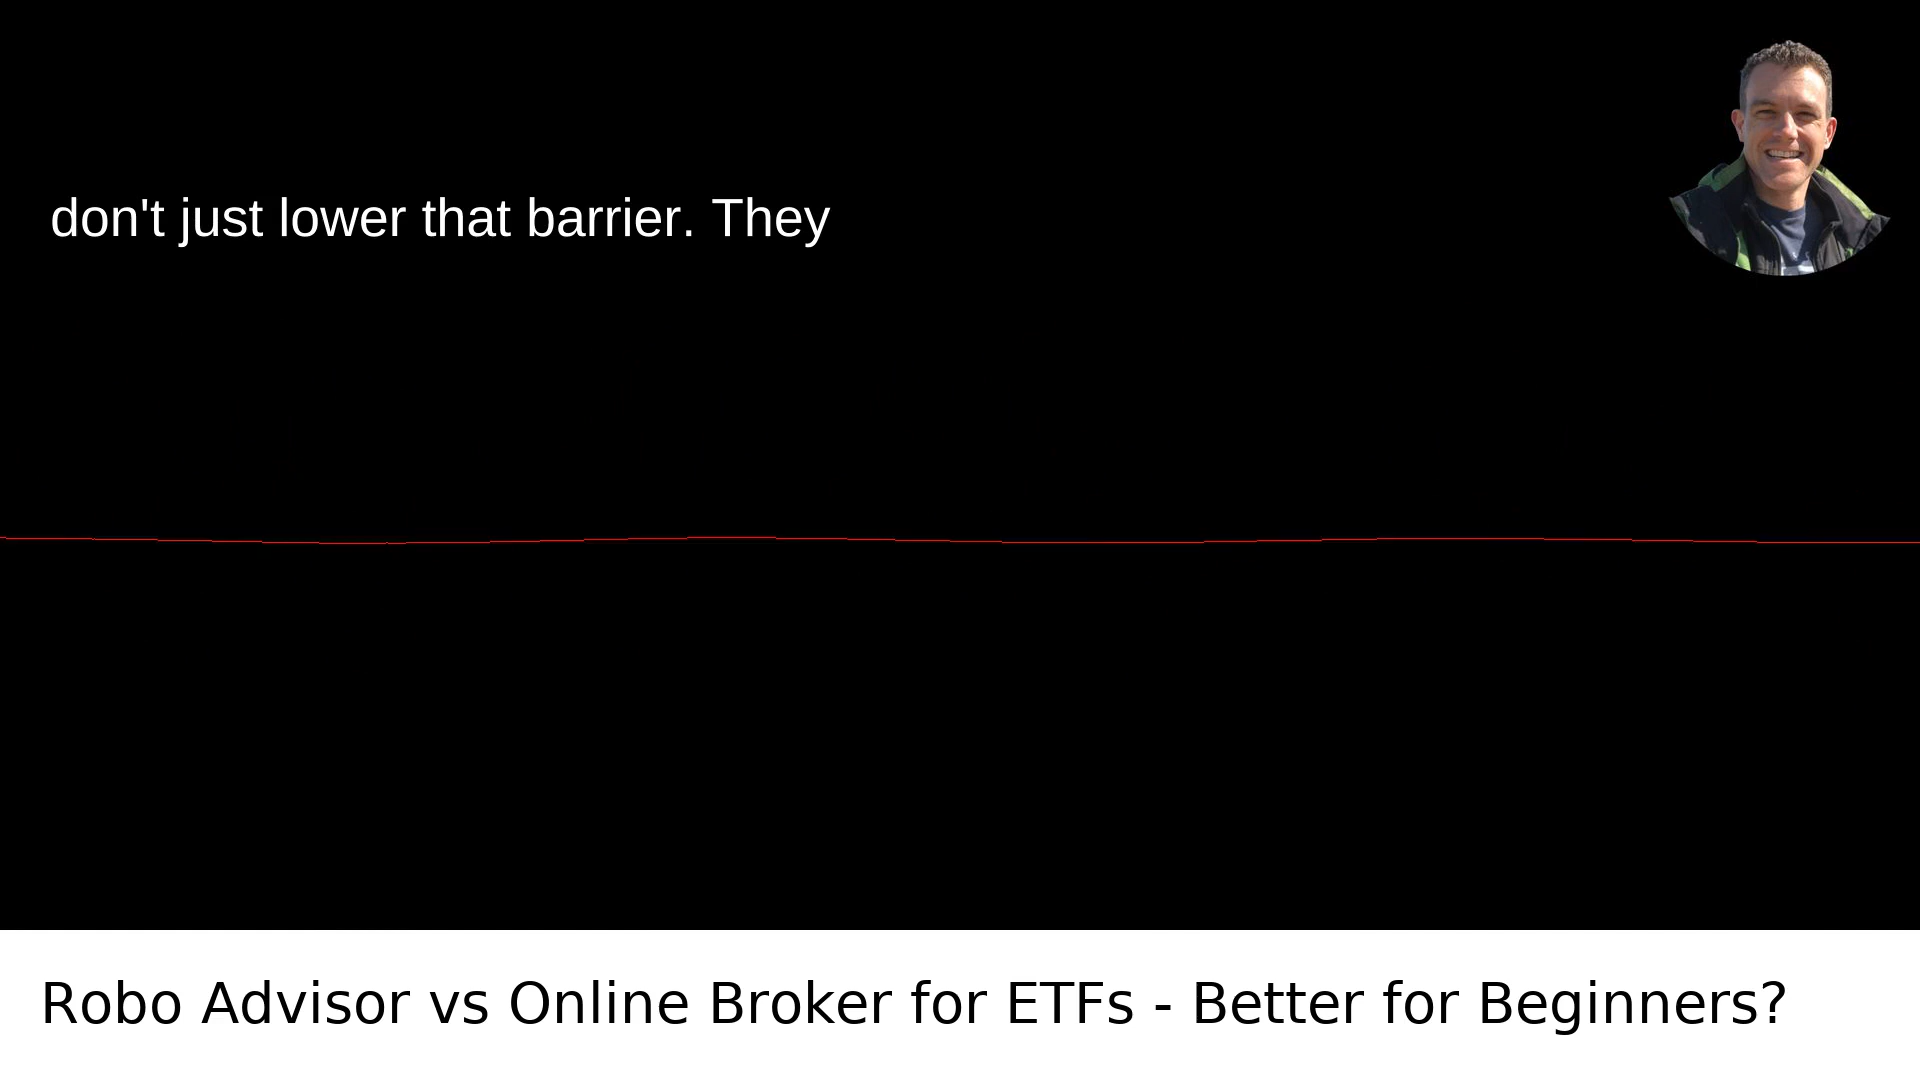 don't just lower that barrier. They
Robo Advisor vs Online Broker for ETFs - Better for Beginners?